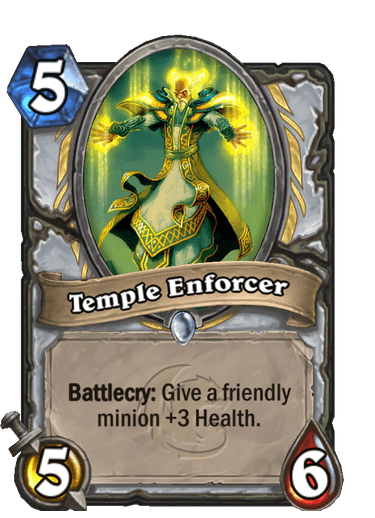 5
Temple Enforcer
Battlecry: Give a friendly
minion +3 Health.
5
6